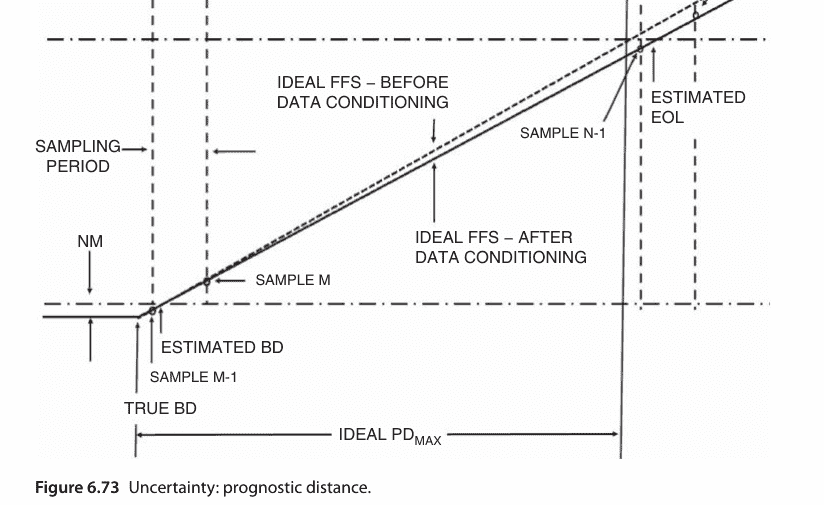 IDEAL FFS – BEFORE
DATA CONDITIONING
ESTIMATED
EOL
SAMPLE N-1
SAMPLING
PERIOD
IDEAL FFS – AFTER
DATA CONDITIONING
NM
SAMPLE M
ESTIMATED BD
SAMPLE M-1
TRUE BD
IDEAL PDMAX
Figure 6.73 Uncertainty: prognostic distance.